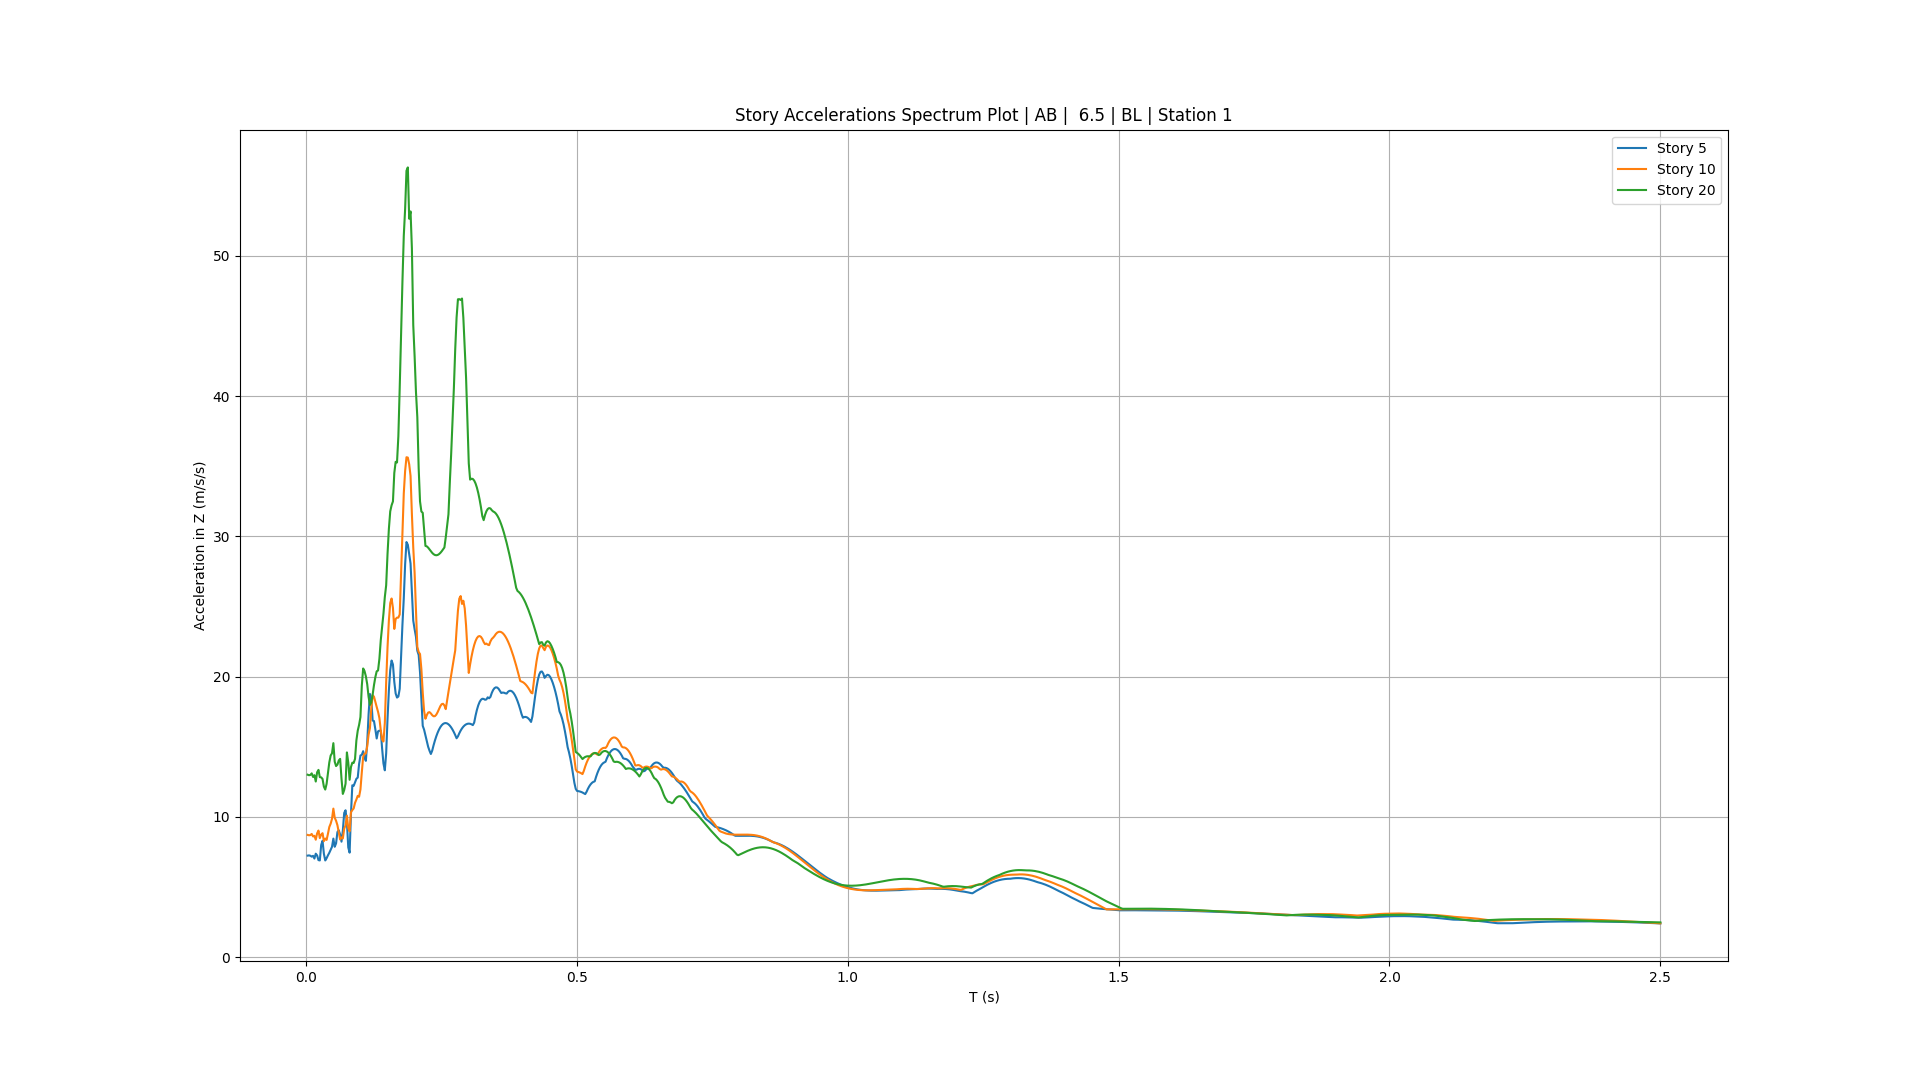 Story Accelerations Spectrum Plot | AB |  6.5 | BL | Station 1
Story 5
Story 10
Story 20
50
40
30
20
10
0
Acceleration in Z (m/s/s)
0.0 0.5 1.0 1.5 2.0 2.5
T (s)